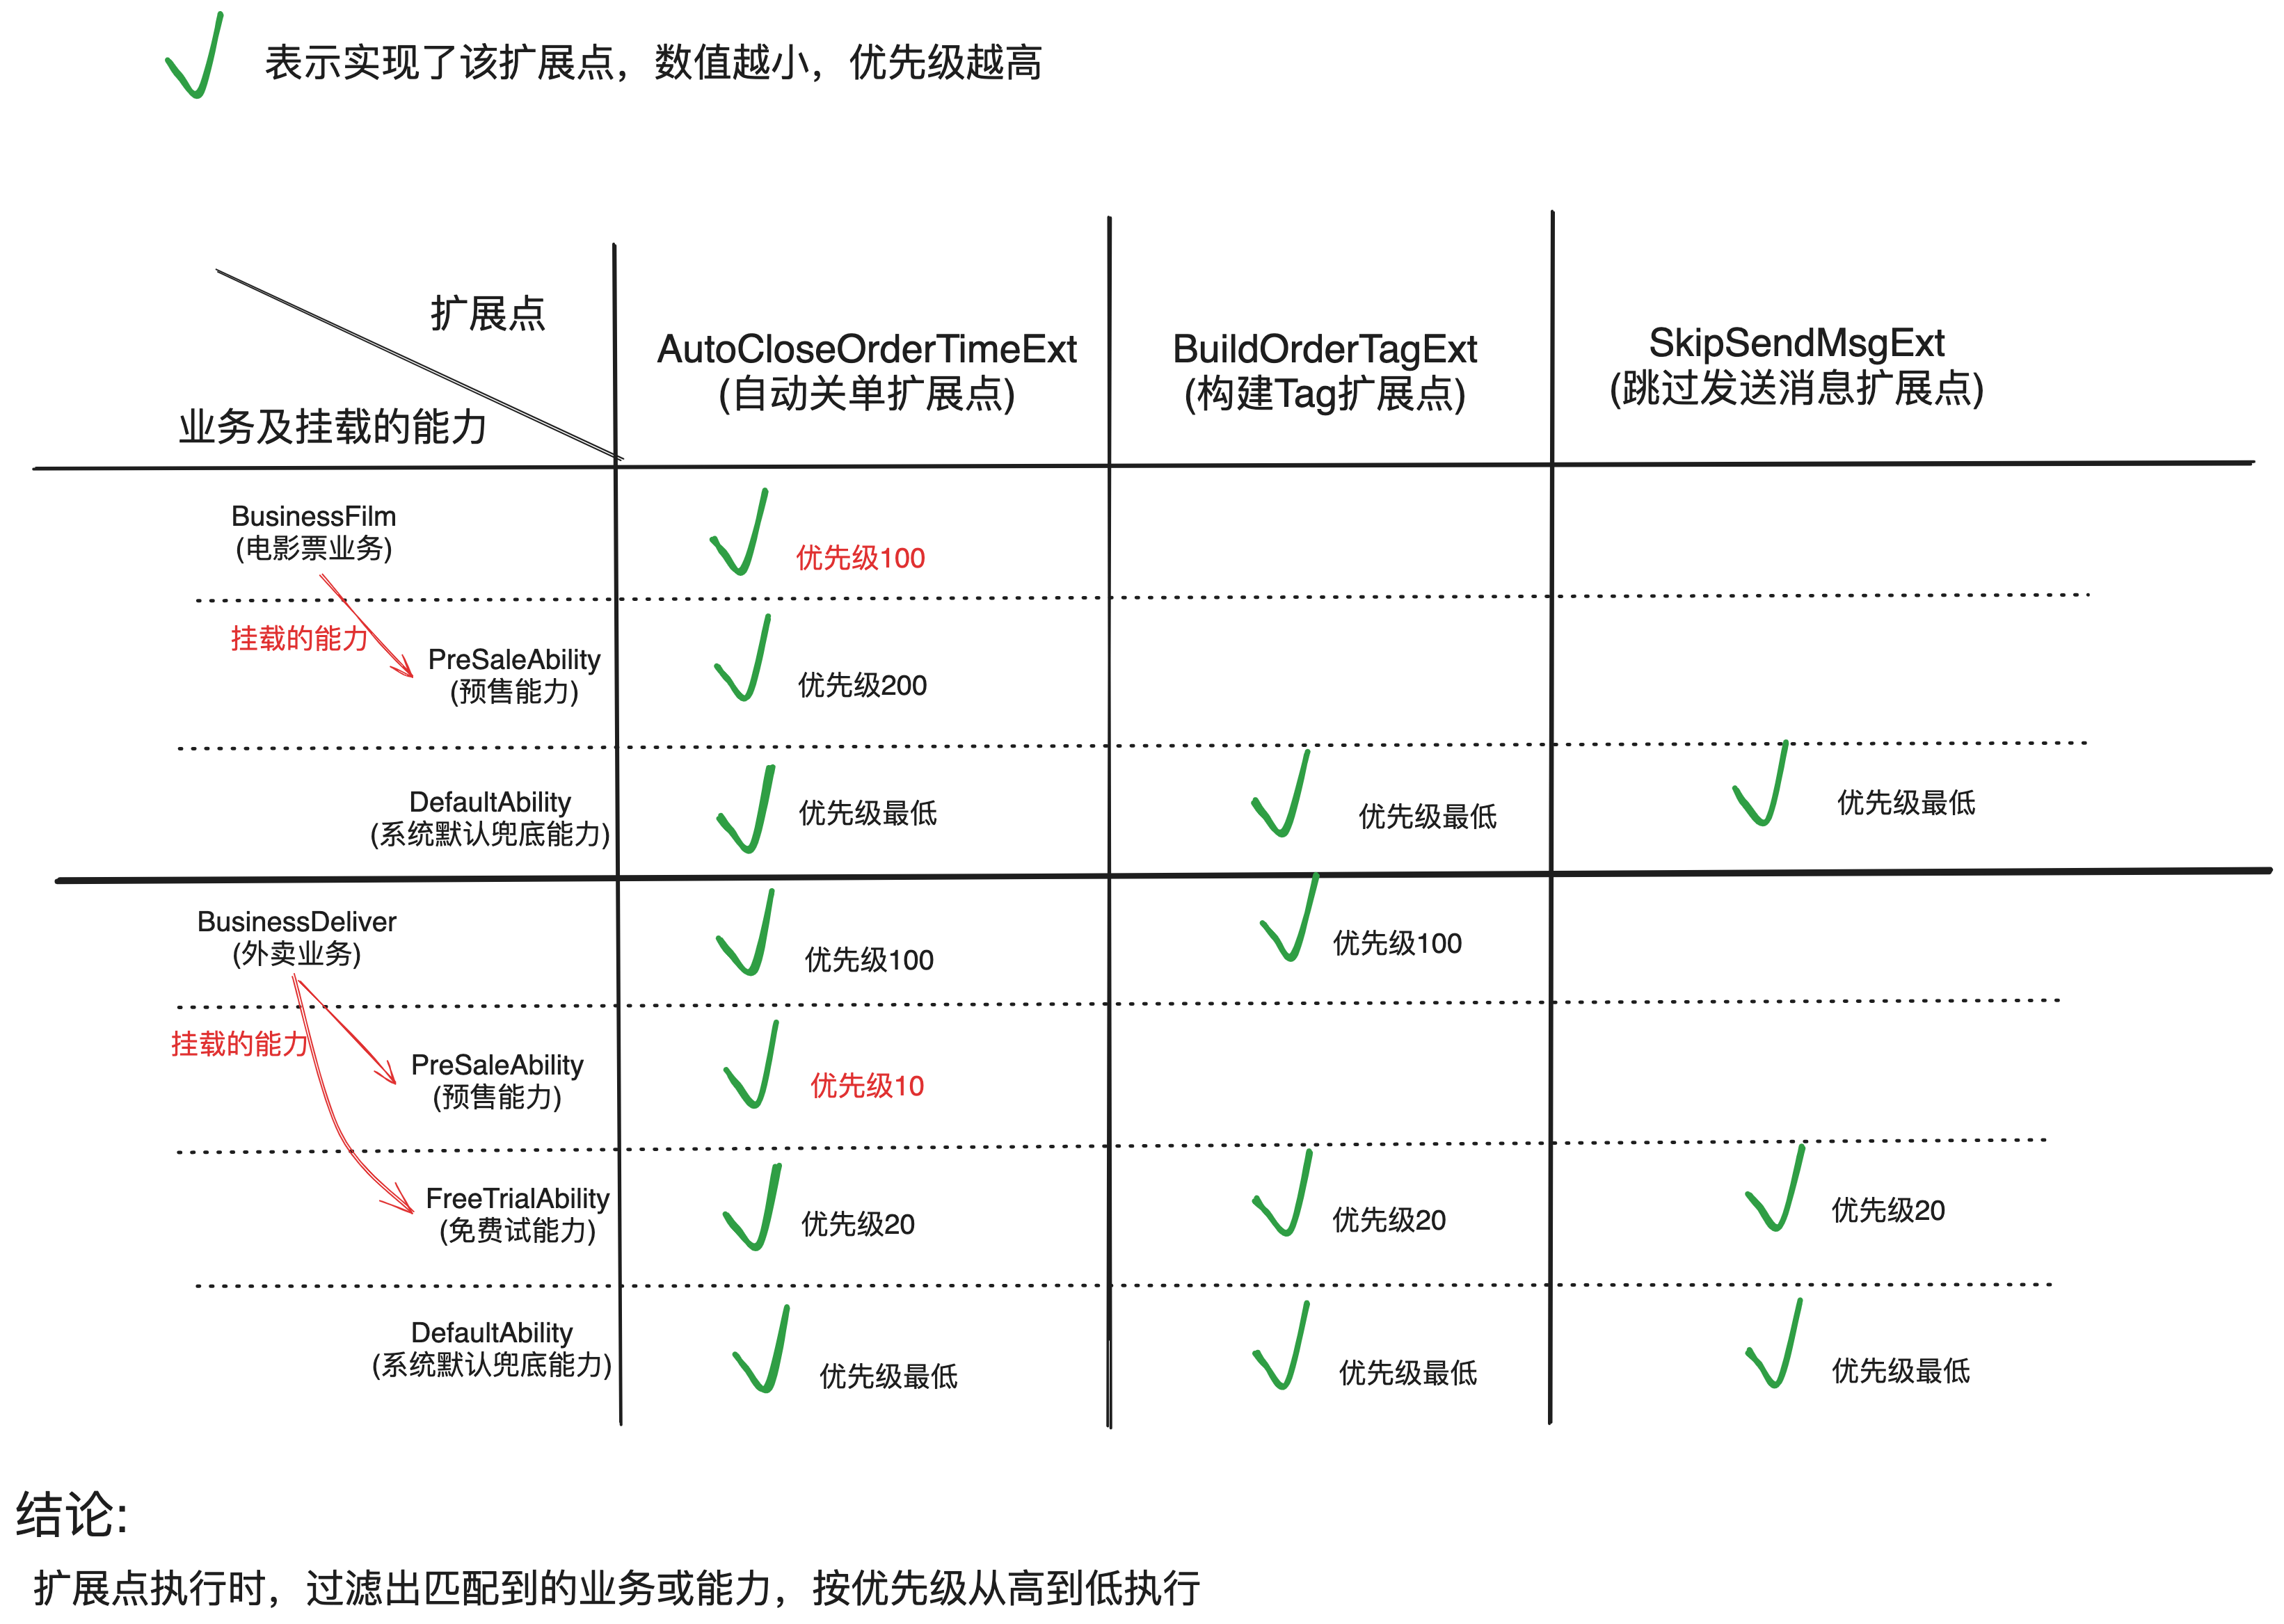 表示实现了该扩展点，数值越小，优先级越高
扩展点
业务及挂载的能力
AutoCloseOrderTimeExt
(自动关单扩展点)
BuildOrderTagExt
(构建Tag扩展点)
SkipSendMsgExt
(跳过发送消息扩展点)
BusinessFilm
(电影票业务)
优先级100
挂载的能力
PreSaleAbility
(预售能力)
优先级200
DefaultAbility
(系统默认兜底能力)
优先级最低
优先级最低
优先级最低
BusinessDeliver
(外卖业务)
优先级100
优先级100
挂载的能力
PreSaleAbility
(预售能力)
优先级10
FreeTrialAbility
(免费试能力)
优先级20
优先级20
优先级20
DefaultAbility
(系统默认兜底能力)
优先级最低
优先级最低
优先级最低
结论:
扩展点执行时，过滤出匹配到的业务或能力，按优先级从高到低执行